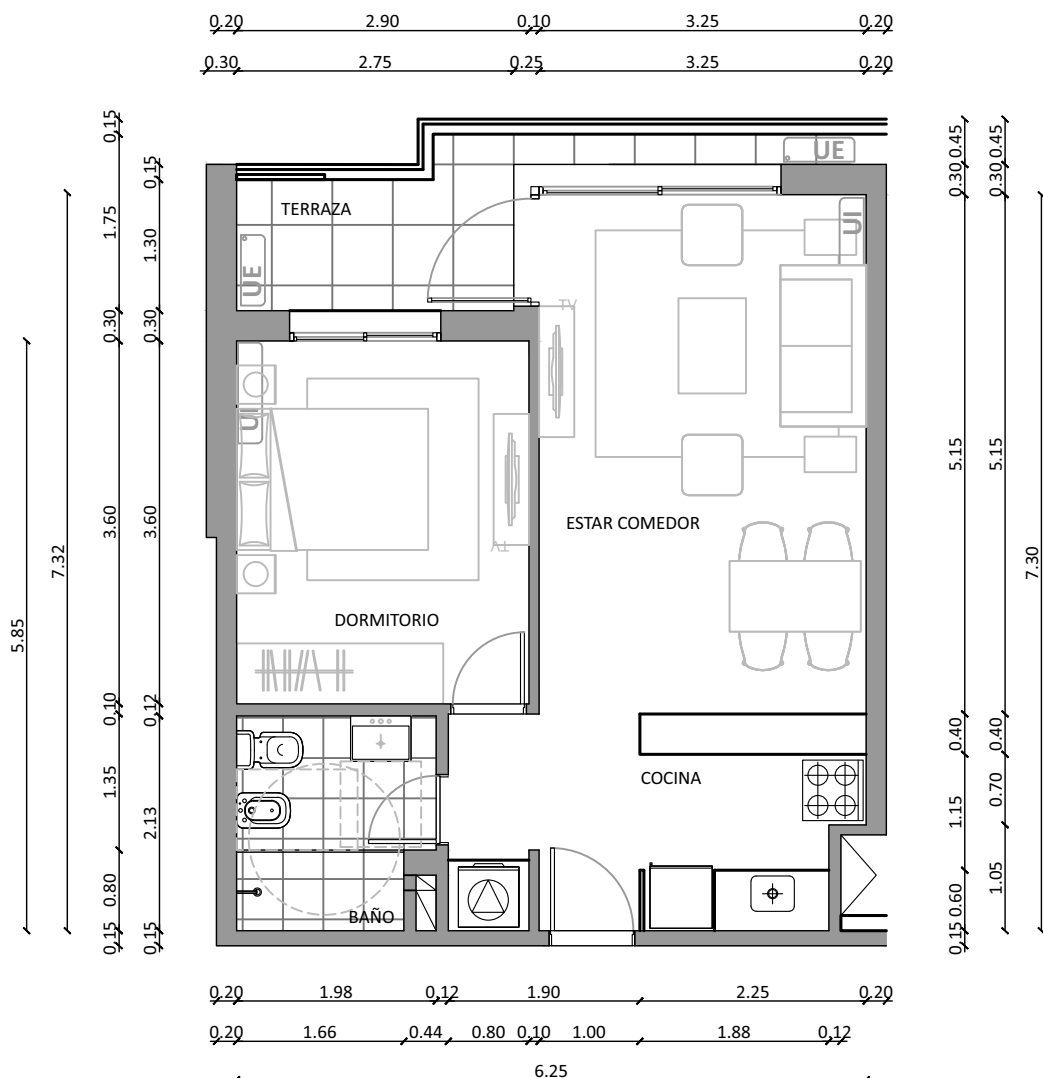 0.20 2.90 0.10 3.25 0.20
0.30 2.75 0.25 3.25 0.20
0.15
1.75
0.30
3.60
0.10
1.35
0.80
0.15
0.15
1.30
0.30
3.60
0.12
2.13
0.15
7.32
5.85
UE
TERRAZA
UE
UI
TV
UI
TV
ESTAR COMEDOR
DORMITORIO
COCINA
BAÑO
0.45
0.30
5.15
0.40
1.15
0.60
0.15
0.45
0.30
5.15
0.40
0.70
1.05
7.30
0.20 1.98 0.12 1.90 2.25 0.20
0.20 1.66 0.44 0.80 0.10 1.00 1.88 0.12
6.25